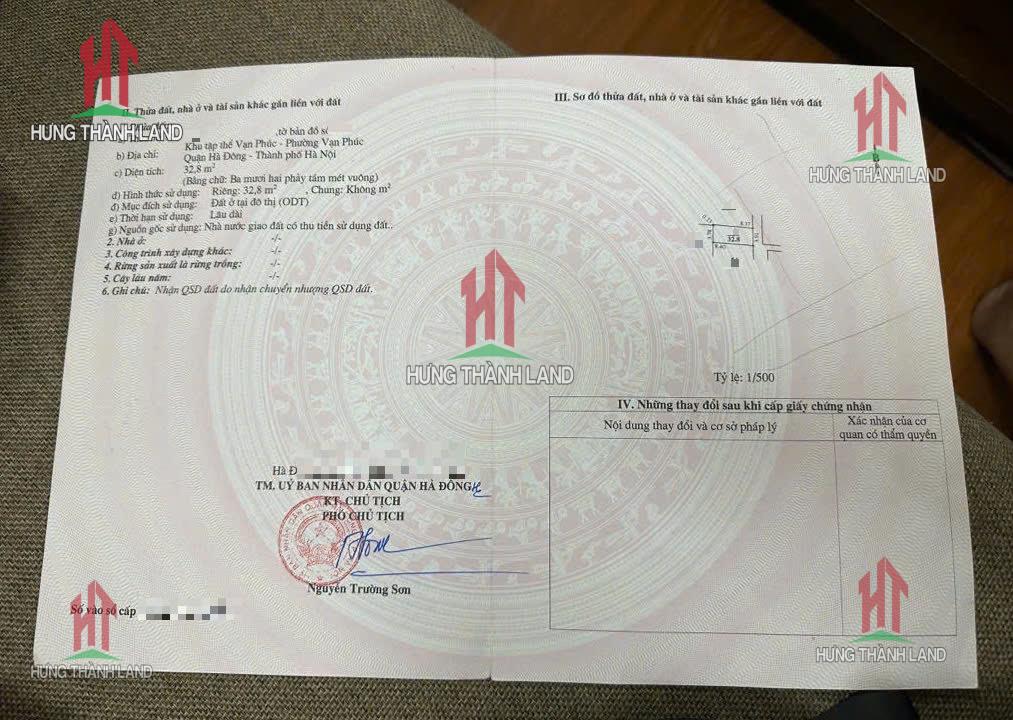 II. Thửa đất, nhà ở và tài sản khác gắn liền với đất
HƯNG THÀNH LAND
,tờ bản đồ số
b) Địa chỉ: Khu tập thể Vạn Phúc - Phường Vạn Phúc
Quận Hà Đông - Thành phố Hà Nội
c) Diện tích: 32,8 m²
(Bằng chữ: Ba mươi hai phảy tám mét vuông)
d) Hình thức sử dụng: Riêng: 32,8 m² , Chung: Không m²
đ) Mục đích sử dụng: Đất ở tại đô thị (ODT)
e) Thời hạn sử dụng: Lâu dài
g) Nguồn gốc sử dụng: Nhà nước giao đất có thu tiền sử dụng đất..
2. Nhà ở: -/-
3. Công trình xây dựng khác: -/-
4. Rừng sản xuất là rừng trồng: -/-
5. Cây lâu năm: -/-
6. Ghi chú: Nhận QSD đất do nhận chuyển nhượng QSD đất.
HƯNG THÀNH LAND
Hà Đ
TM. UỶ BAN NHÂN DÂN QUẬN HÀ ĐÔNG
KT. CHỦ TỊCH
PHÓ CHỦ TỊCH
Nguyễn Trường Sơn
Số vào sổ cấp
HƯNG THÀNH LAND
III. Sơ đồ thửa đất, nhà ở và tài sản khác gắn liền với đất
HƯNG THÀNH LAND
B
0.23
8.37
32.8
8.40
Tỷ lệ: 1/500
IV. Những thay đổi sau khi cấp giấy chứng nhận
Nội dung thay đổi và cơ sở pháp lý
Xác nhận của cơ
quan có thẩm quyền
HƯNG THÀNH LAND